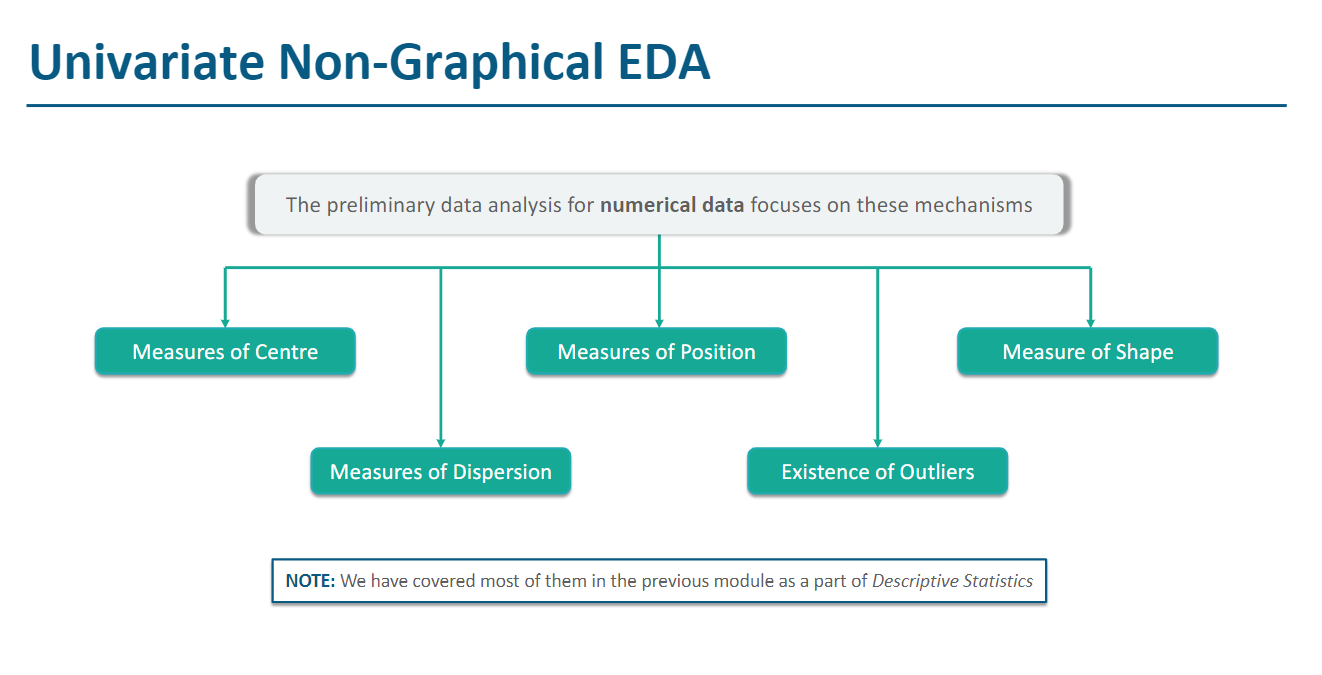 Univariate Non-Graphical EDA
The preliminary data analysis for numerical data focuses on these mechanisms
Measures of Centre
Measures of Position
Measure of Shape
Measures of Dispersion
Existence of Outliers
NOTE: We have covered most of them in the previous module as a part of Descriptive Statistics